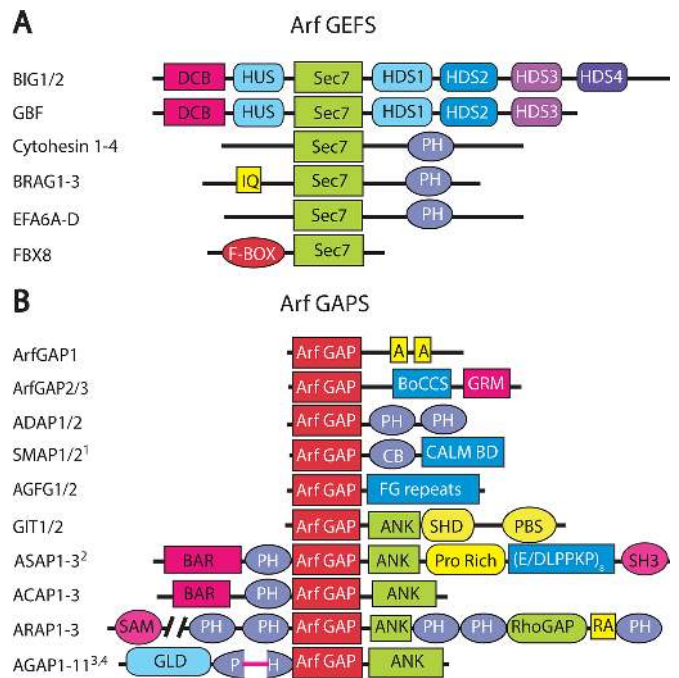 A Arf GEFS
BIG1/2 DCB HUS Sec7 HDS1 HDS2 HDS3 HDS4
GBF DCB HUS Sec7 HDS1 HDS2 HDS3
Cytohesin 1-4 Sec7 PH
BRAG1-3 IQ Sec7 PH
EFA6A-D Sec7 PH
FBX8 F-BOX Sec7
B Arf GAPS
ArfGAP1 Arf GAP A A
ArfGAP2/3 Arf GAP BoCCS GRM
ADAP1/2 Arf GAP PH PH
SMAP1/2¹ Arf GAP CB CALM BD
AGFG1/2 Arf GAP FG repeats
GIT1/2 Arf GAP ANK SHD PBS
ASAP1-3² BAR PH Arf GAP ANK Pro Rich (E/DLPPKP)₈ SH3
ACAP1-3 BAR PH Arf GAP ANK
ARAP1-3 SAM PH PH Arf GAP ANK PH PH RhoGAP RA PH
AGAP1-11³,⁴ GLD P H Arf GAP ANK